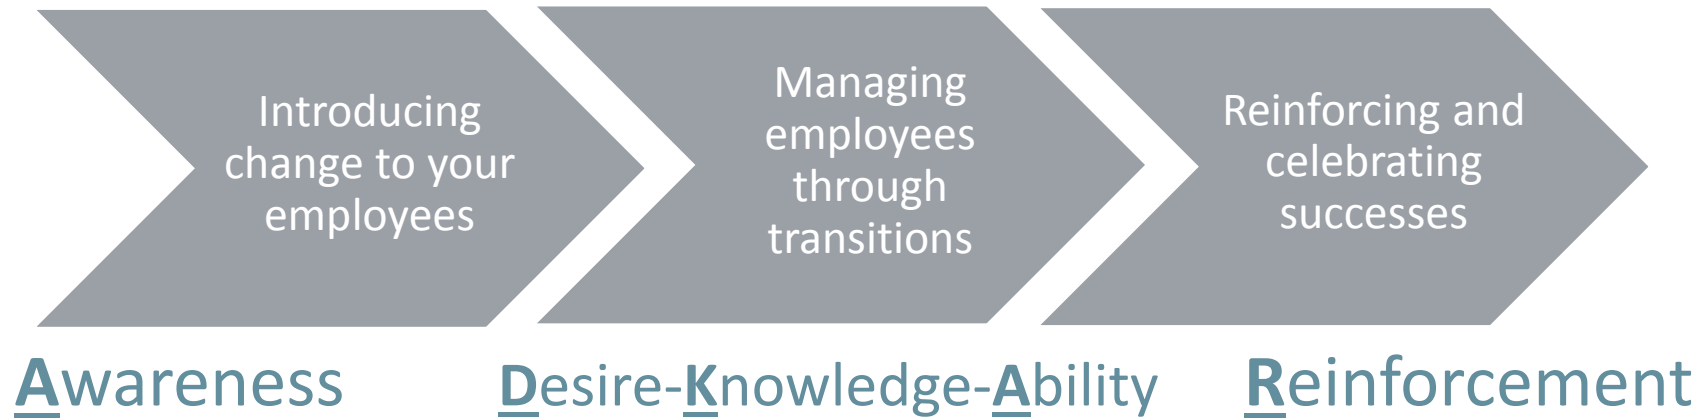 Introducing
change to your
employees
Managing
employees
through
transitions
Reinforcing and
celebrating
successes
Awareness
Desire-Knowledge-Ability
Reinforcement